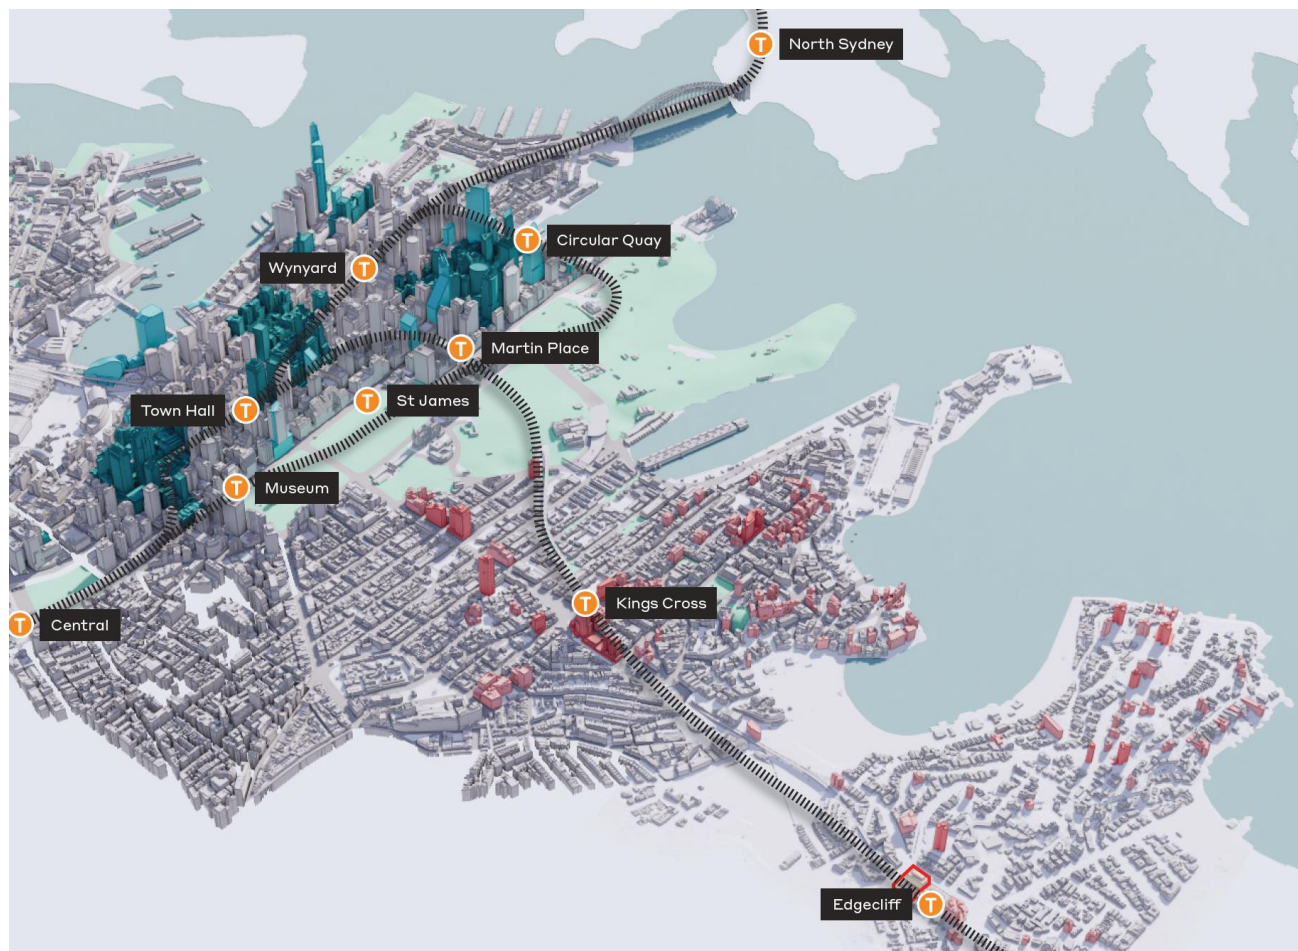 T North Sydney
T Circular Quay
Wynyard T
T Martin Place
T St James
Town Hall T
T Museum
T Kings Cross
T Central
Edgecliff T